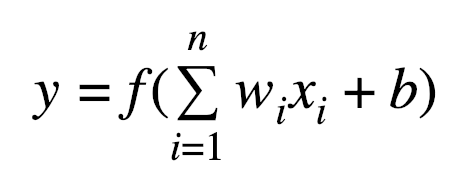 y = f(∑_{i=1}^{n} w_i x_i + b)